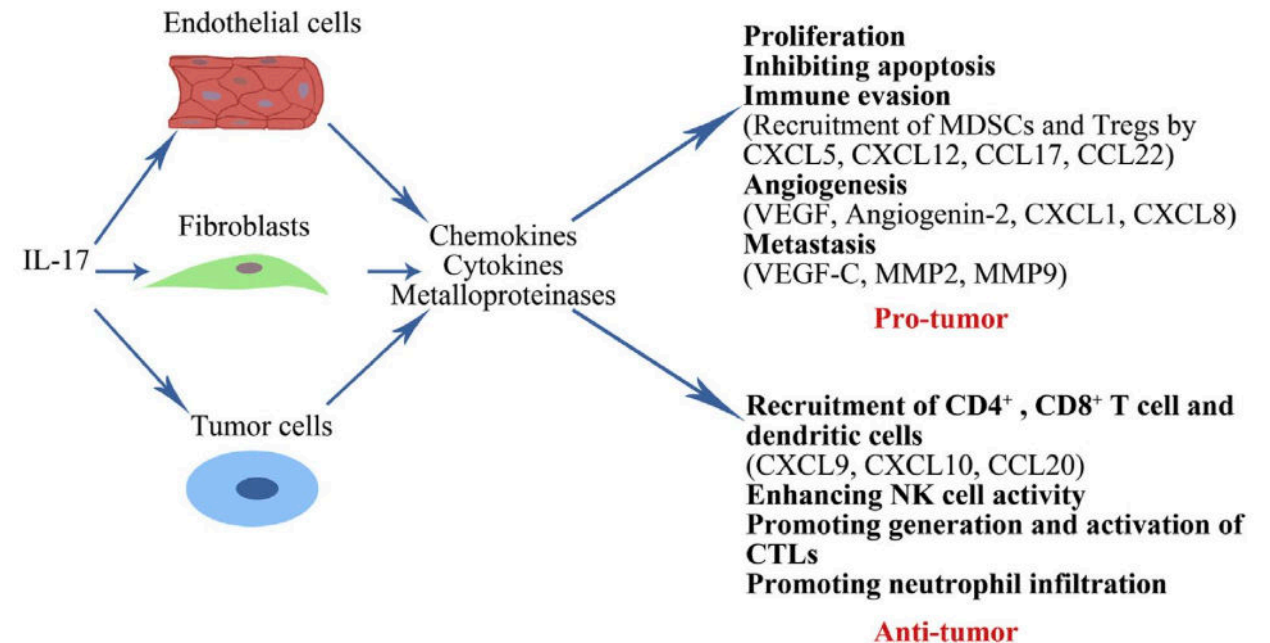 Endothelial cells
Fibroblasts
IL-17
Tumor cells
Chemokines
Cytokines
Metalloproteinases
Proliferation
Inhibiting apoptosis
Immune evasion
(Recruitment of MDSCs and Tregs by
CXCL5, CXCL12, CCL17, CCL22)
Angiogenesis
(VEGF, Angiogenin-2, CXCL1, CXCL8)
Metastasis
(VEGF-C, MMP2, MMP9)
Pro-tumor
Recruitment of CD4⁺ , CD8⁺ T cell and
dendritic cells
(CXCL9, CXCL10, CCL20)
Enhancing NK cell activity
Promoting generation and activation of
CTLs
Promoting neutrophil infiltration
Anti-tumor